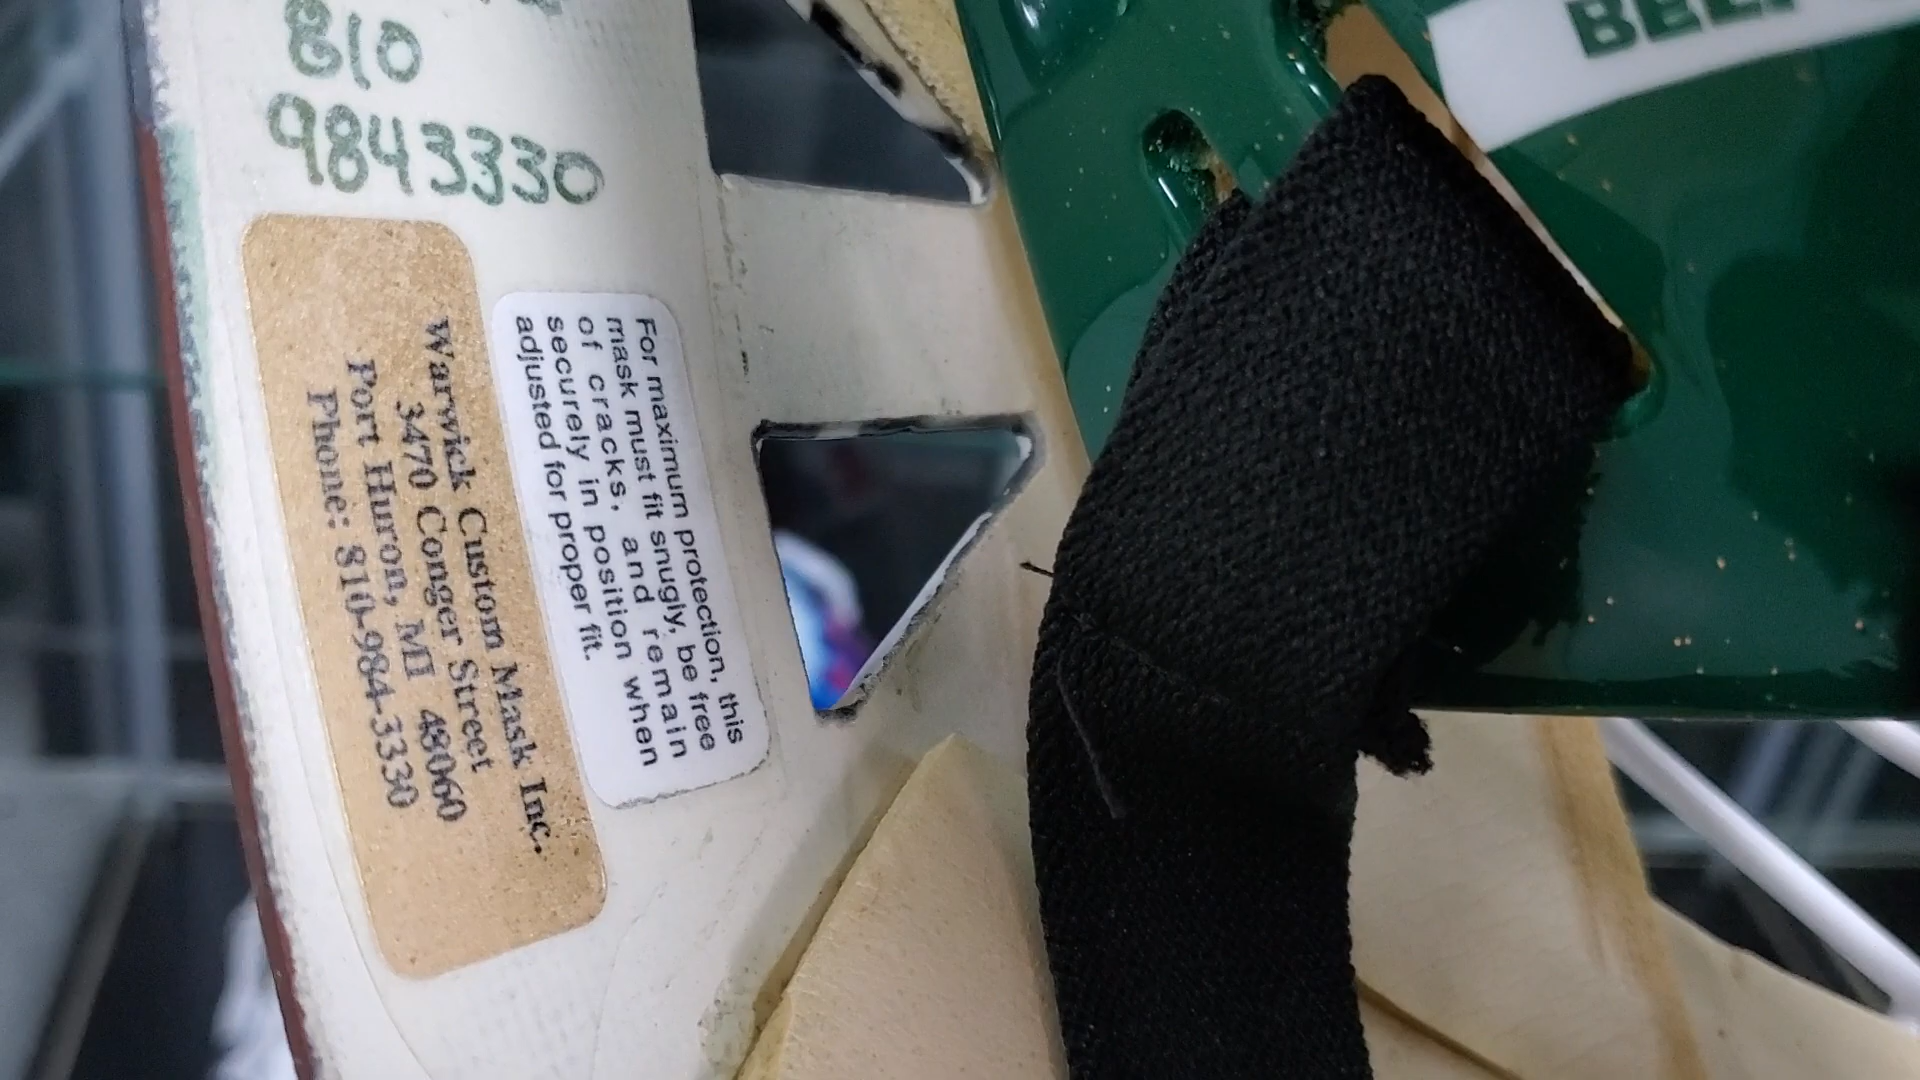 810
9843330
For maximum protection, this
mask must fit snugly, be free
of cracks, and remain
securely in position when
adjusted for proper fit.
Warwick Custom Mask Inc.
3470 Conger Street
Port Huron, MI 48060
Phone: 810-984-3330